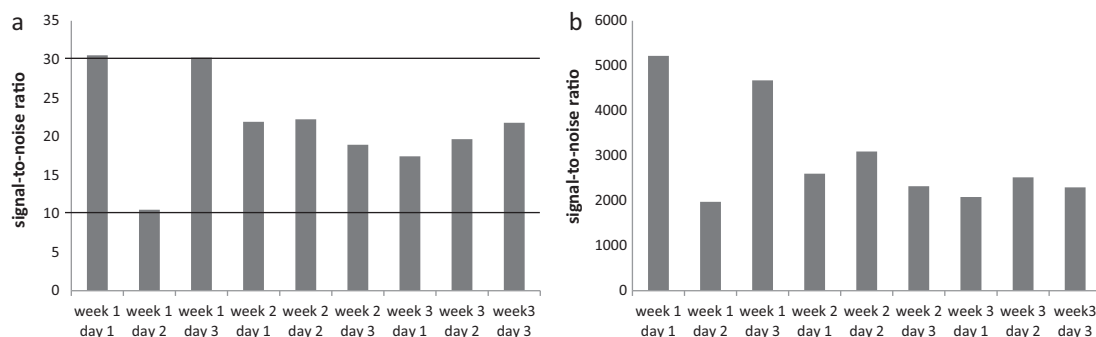 a
35
30
25
20
15
10
5
0
signal-to-noise ratio
week 1 week 1 week 1 week 2 week 2 week 2 week 3 week 3 week3
day 1 day 2 day 3 day 1 day 2 day 3 day 1 day 2 day 3
b
6000
5000
4000
3000
2000
1000
0
signal-to-noise ratio
week 1 week 1 week 1 week 2 week 2 week 2 week 3 week 3 week3
day 1 day 2 day 3 day 1 day 2 day 3 day 1 day 2 day 3